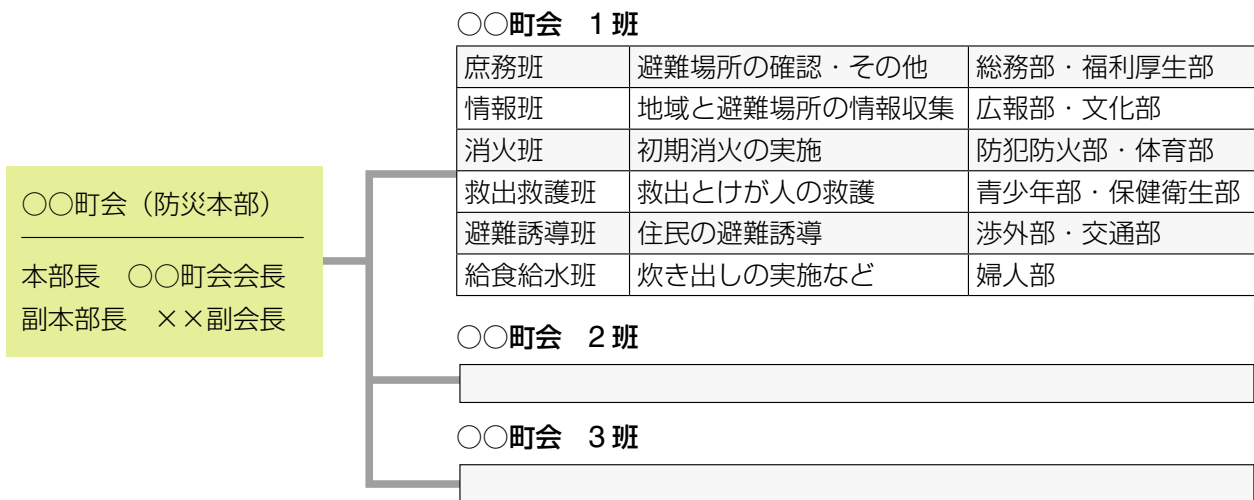 ○○町会（防災本部）
本部長　○○町会会長
副本部長　××副会長
○○町会　1班
庶務班 避難場所の確認・その他 総務部・福利厚生部
情報班 地域と避難場所の情報収集 広報部・文化部
消火班 初期消火の実施 防犯防火部・体育部
救出救護班 救出とけが人の救護 青少年部・保健衛生部
避難誘導班 住民の避難誘導 渉外部・交通部
給食給水班 炊き出しの実施など 婦人部
○○町会　2班
○○町会　3班